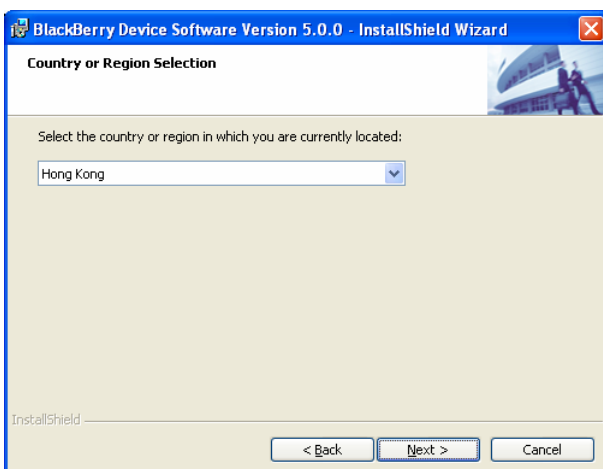 BlackBerry Device Software Version 5.0.0 - InstallShield Wizard
Country or Region Selection
Select the country or region in which you are currently located:
Hong Kong
InstallShield
< Back
Next >
Cancel